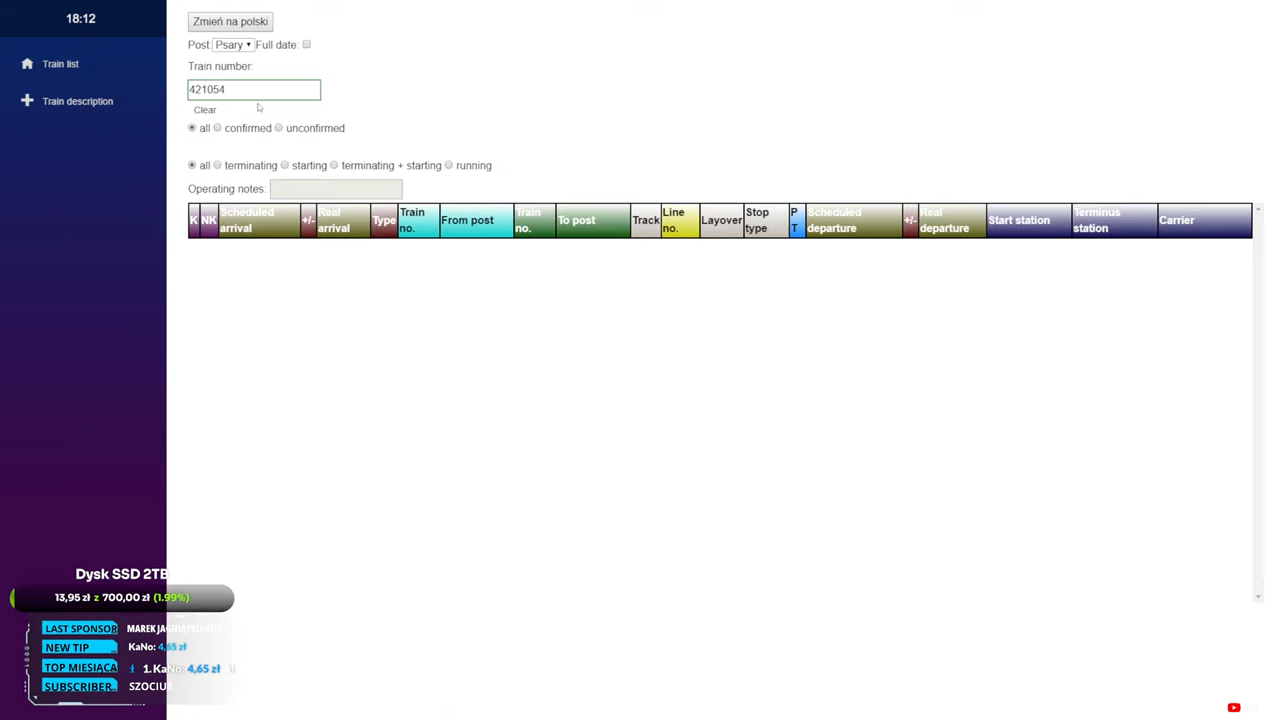 18:12
Train list
Train description
Zmień na polski
Post: Psary Full date:
Train number:
421054
Clear
all confirmed unconfirmed
all terminating starting terminating + starting running
Operating notes:
K NK Scheduled arrival +/- Real arrival Type Train no. From post Train no. To post Track Line no. Layover Stop type P T Scheduled departure +/- Real departure Start station Terminus station Carrier
Dysk SSD 2TB
13,95 zł z 700,00 zł (1.99%)
LAST SPONSOR MAREK
NEW TIP KaNo: 4,65 zł
TOP MIESIĄCA 1. KaNo: 4,65 zł 1
SUBSCRIBER SZOCIUB